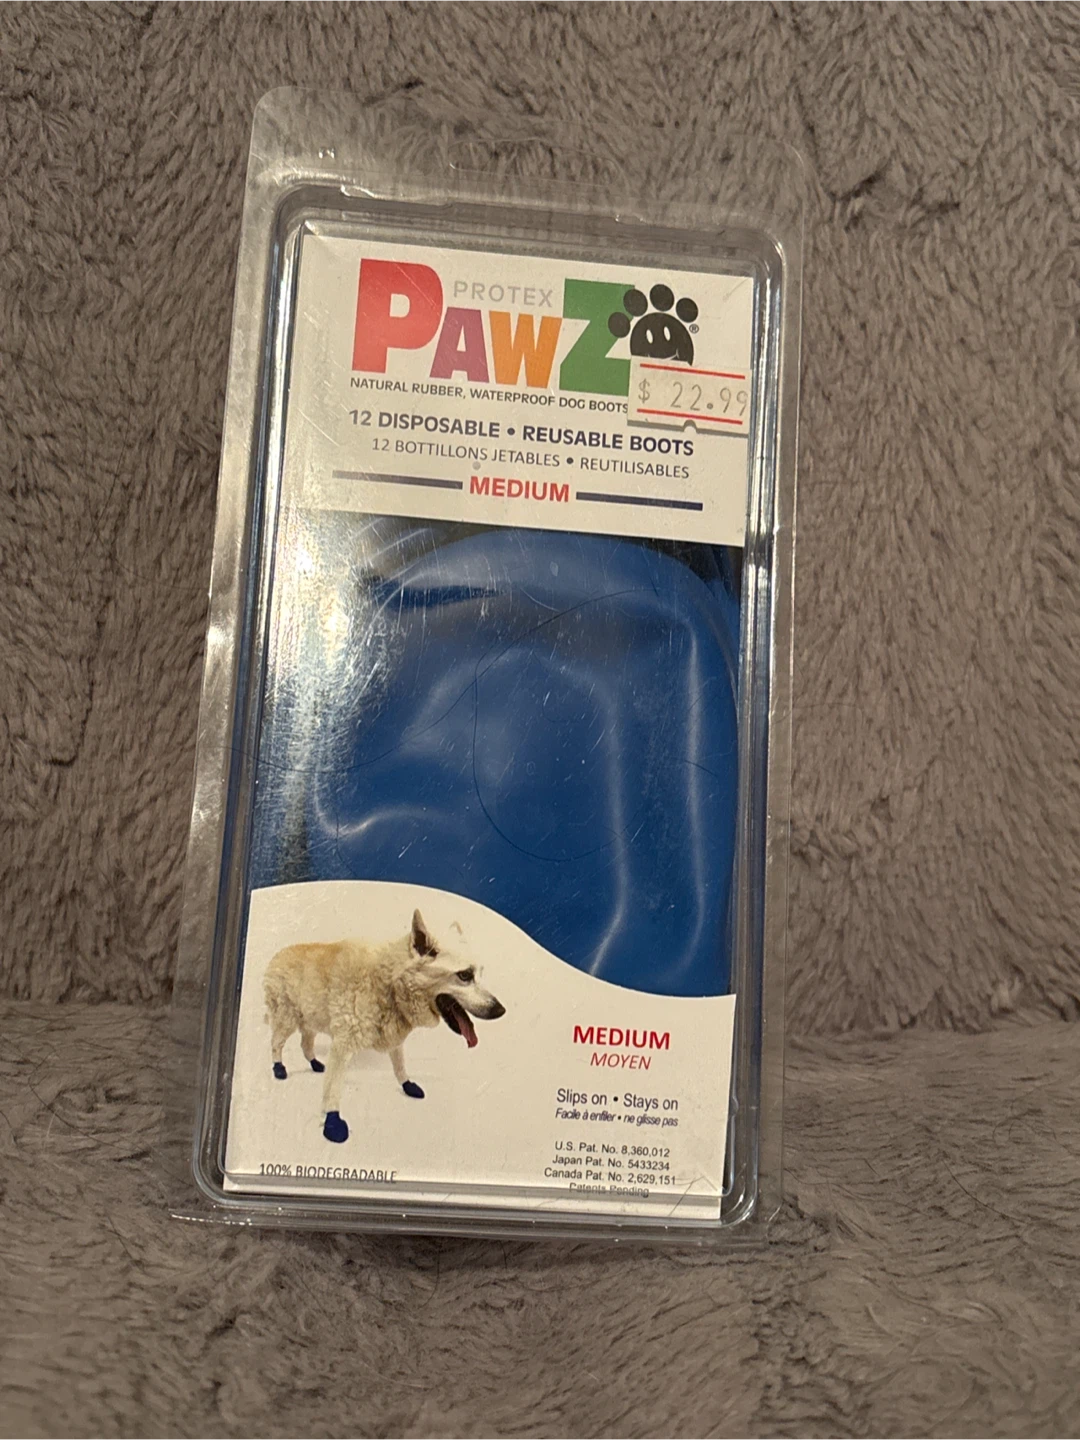 PROTEX
PAWZ®
NATURAL RUBBER, WATERPROOF DOG BOOTS
$ 22.99
12 DISPOSABLE • REUSABLE BOOTS
12 BOTTILLONS JETABLES • REUTILISABLES
MEDIUM
MEDIUM
MOYEN
Slips on • Stays on
Facile à enfiler • ne glisse pas
U.S. Pat. No. 8,360,012
Japan Pat. No. 5433234
Canada Pat. No. 2,629,151
Patents Pending
100% BIODEGRADABLE